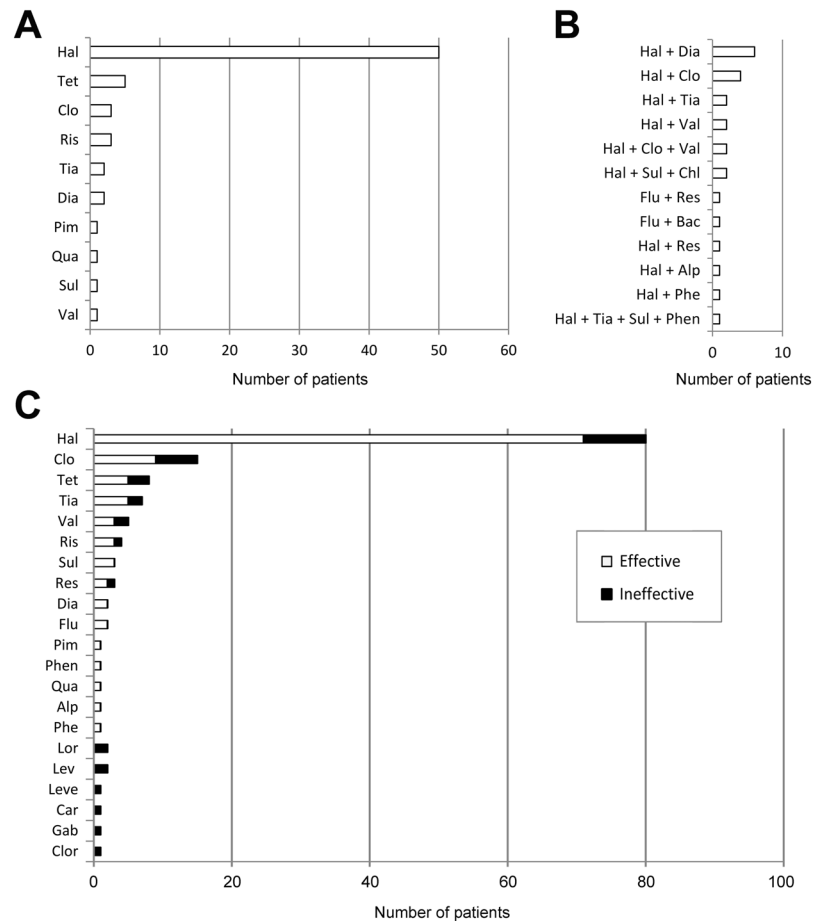 A
Hal
Tet
Clo
Ris
Tia
Dia
Pim
Qua
Sul
Val
0 10 20 30 40 50 60
Number of patients
B
Hal + Dia
Hal + Clo
Hal + Tia
Hal + Val
Hal + Clo + Val
Hal + Sul + Chl
Flu + Res
Flu + Bac
Hal + Res
Hal + Alp
Hal + Phe
Hal + Tia + Sul + Phen
0 10
Number of patients
C
Hal
Clo
Tet
Tia
Val
Ris
Sul
Res
Dia
Flu
Pim
Phen
Qua
Alp
Phe
Lor
Lev
Leve
Car
Gab
Clor
Effective
Ineffective
0 20 40 60 80 100
Number of patients